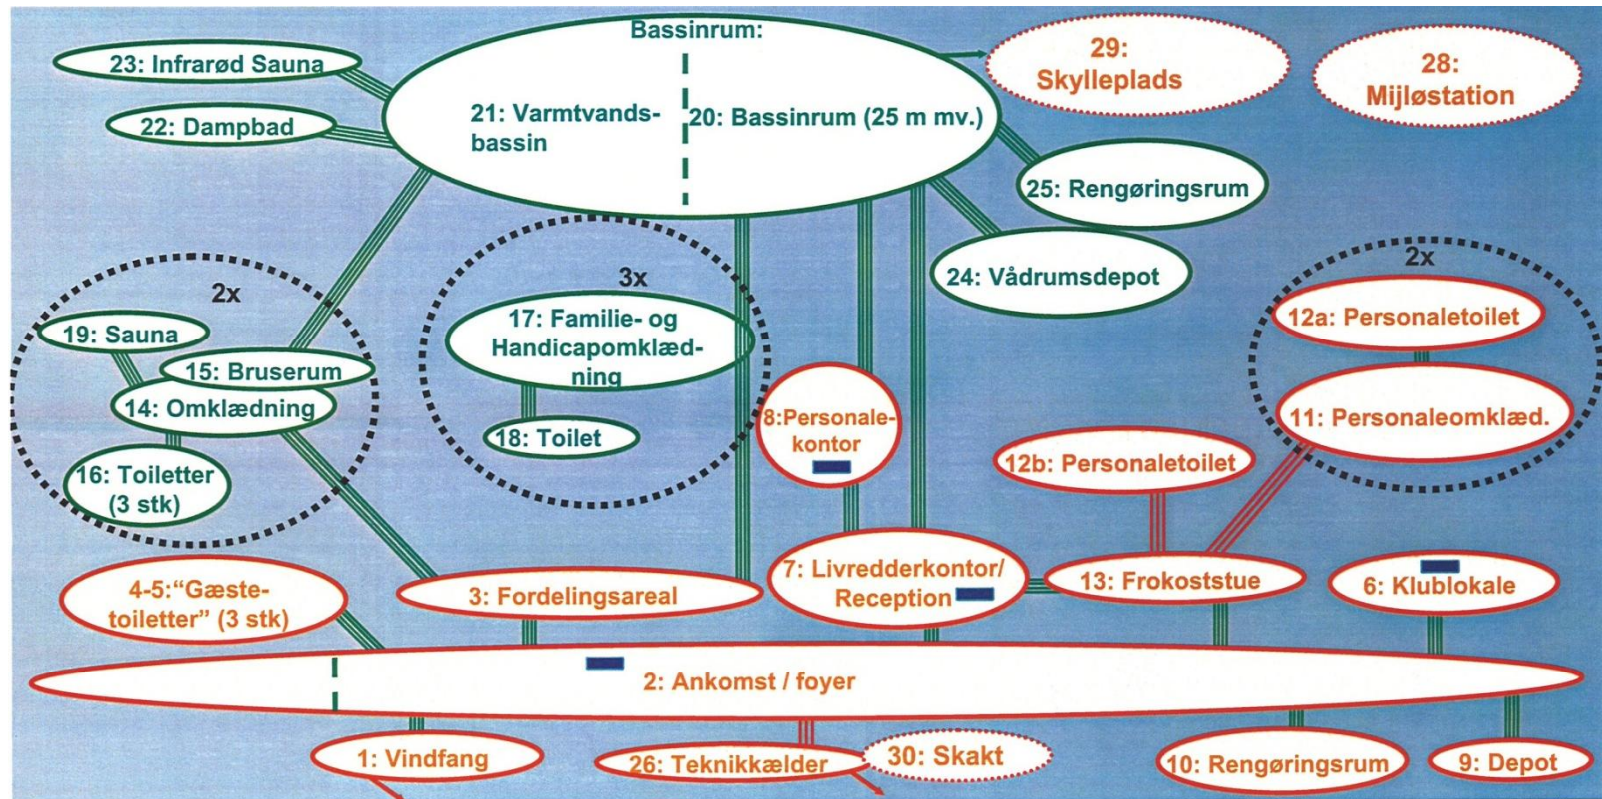 Bassinrum:
23: Infrarød Sauna
29:
Skylleplads
28:
Mijløstation
22: Dampbad
21: Varmtvands-
bassin
20: Bassinrum (25 m mv.)
25: Rengøringsrum
24: Vådrumsdepot
2x
19: Sauna
15: Bruserum
14: Omklædning
16: Toiletter
(3 stk)
3x
17: Familie- og
Handicapomklæd-
ning
18: Toilet
8:Personale-
kontor
2x
12a: Personaletoilet
11: Personaleomklæd.
12b: Personaletoilet
4-5:“Gæste-
toiletter” (3 stk)
3: Fordelingsareal
7: Livredderkontor/
Reception
13: Frokoststue
6: Klublokale
2: Ankomst / foyer
1: Vindfang
26: Teknikkælder
30: Skakt
10: Rengøringsrum
9: Depot